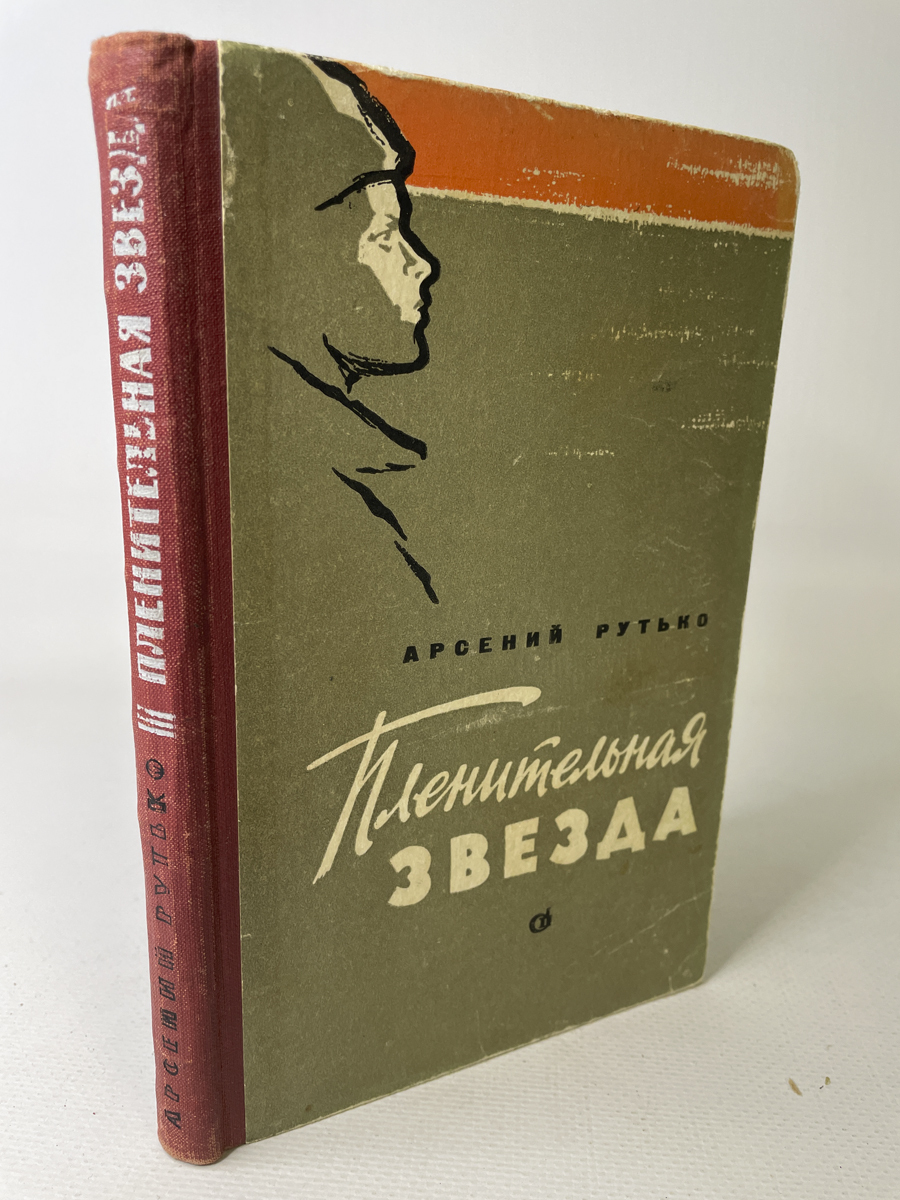 АРСЕНИЙ РУТЬКО
Пленительная
ЗВЕЗДА
АРСЕНИЙ РУТЬКО ПЛЕНИТЕЛЬНАЯ ЗВЕЗДА